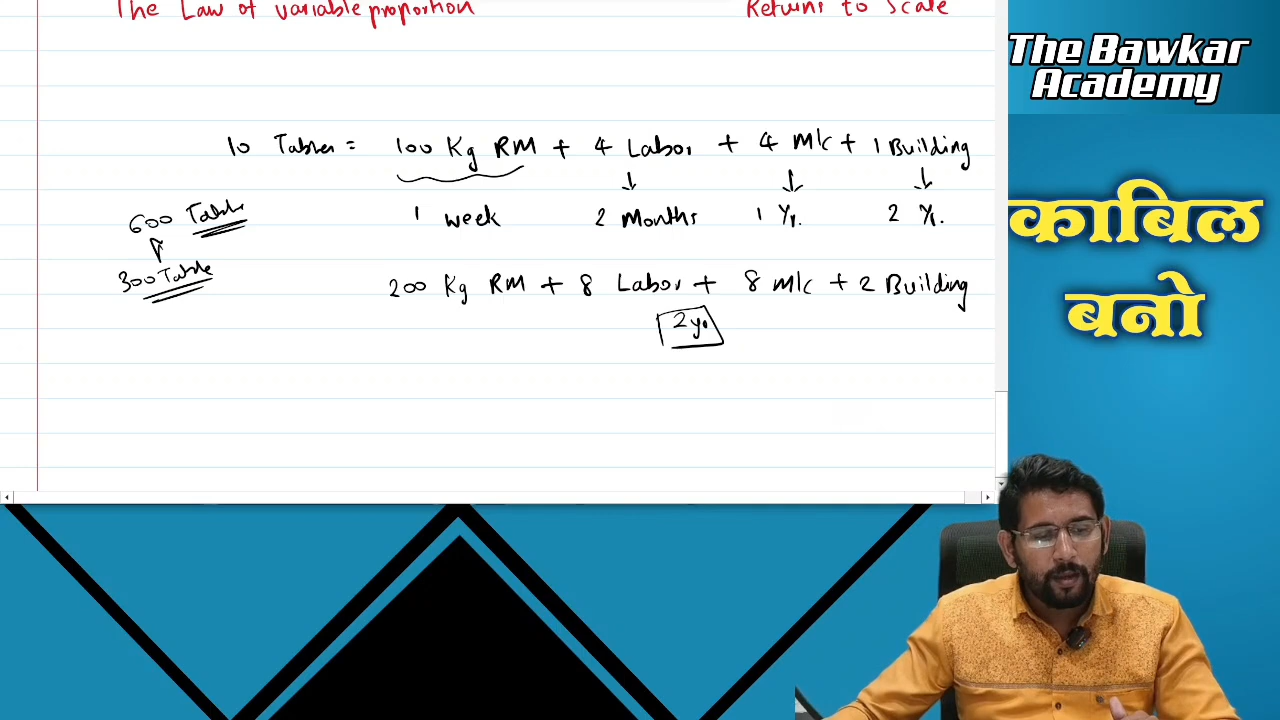 The Law of variable proportion
Returns to Scale
10 Tables = 100 Kg RM + 4 Labor + 4 M/c + 1 Building
1 week 2 Months 1 Yr. 2 Yr.
600 Table
300 Table
200 Kg RM + 8 Labor + 8 M/c + 2 Building
2 yr
The Bawkar
Academy
काबिल
बनो